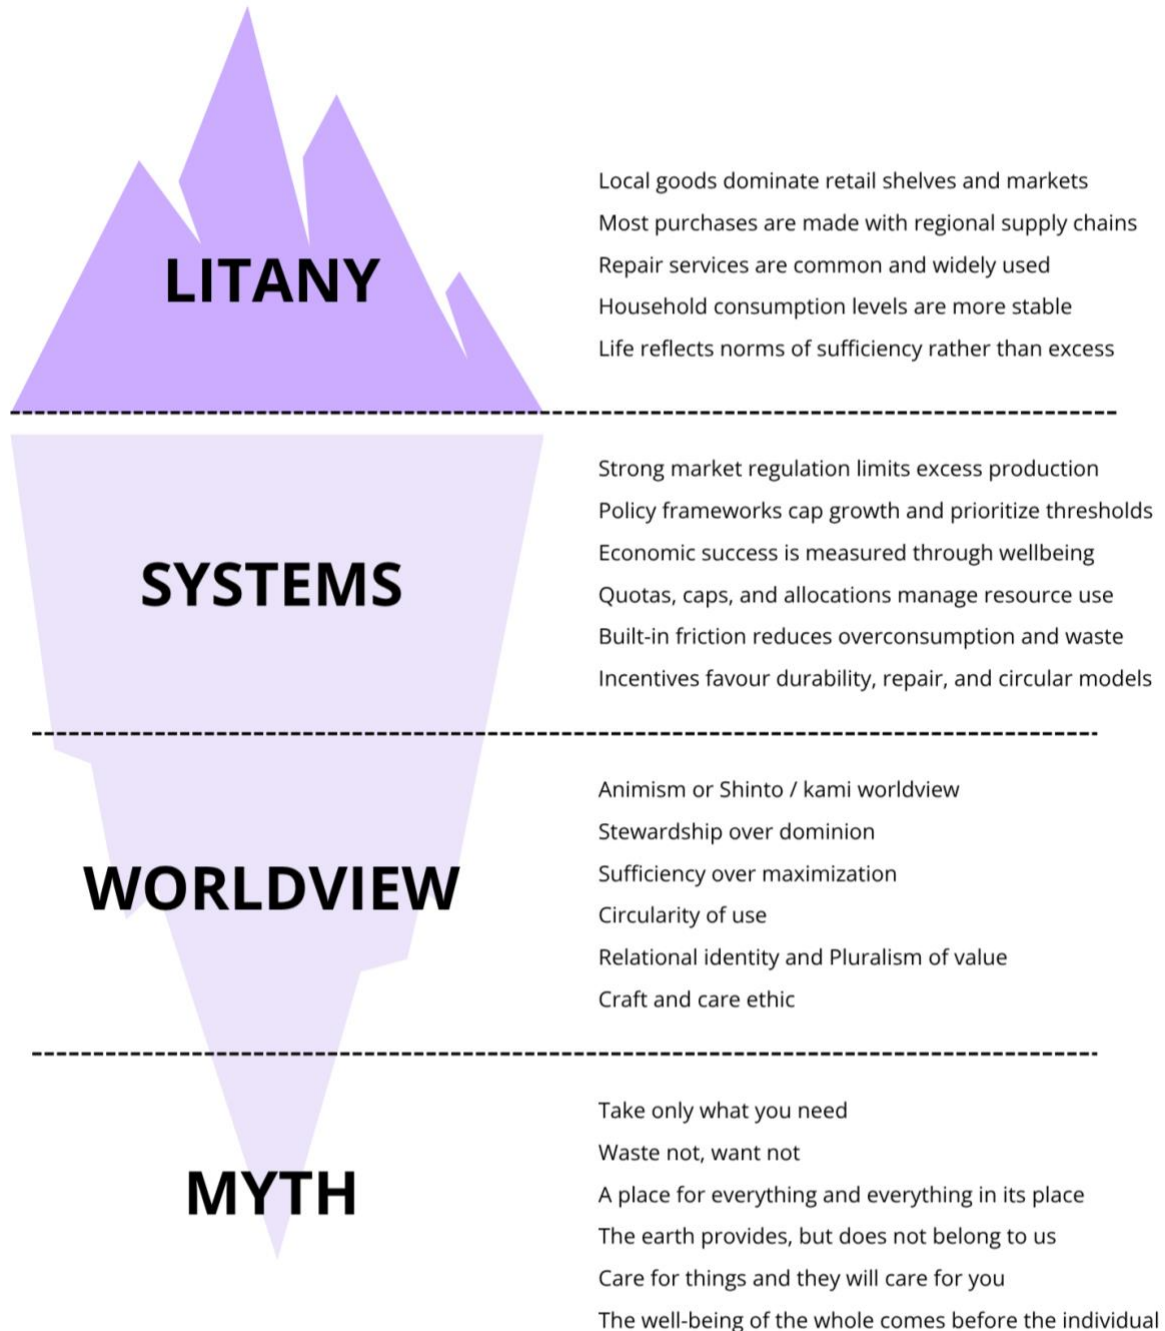 LITANY
Local goods dominate retail shelves and markets
Most purchases are made with regional supply chains
Repair services are common and widely used
Household consumption levels are more stable
Life reflects norms of sufficiency rather than excess
SYSTEMS
Strong market regulation limits excess production
Policy frameworks cap growth and prioritize thresholds
Economic success is measured through wellbeing
Quotas, caps, and allocations manage resource use
Built-in friction reduces overconsumption and waste
Incentives favour durability, repair, and circular models
WORLDVIEW
Animism or Shinto / kami worldview
Stewardship over dominion
Sufficiency over maximization
Circularity of use
Relational identity and Pluralism of value
Craft and care ethic
MYTH
Take only what you need
Waste not, want not
A place for everything and everything in its place
The earth provides, but does not belong to us
Care for things and they will care for you
The well-being of the whole comes before the individual